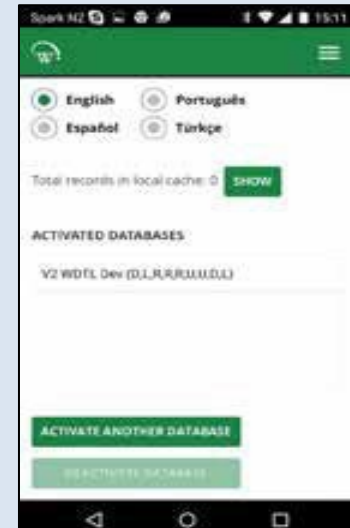 Spark NZ 15:11
W
English Português
Español Türkçe
Total records in local cache: 0 SHOW
ACTIVATED DATABASES
V2 WDTL Dev (D,L,R,R,R,U,U,D,L)
ACTIVATE ANOTHER DATABASE
DEACTIVATE DATABASE